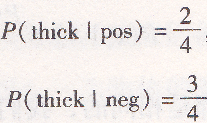 P(thick | pos) = 2/4,
P(thick | neg) = 3/4